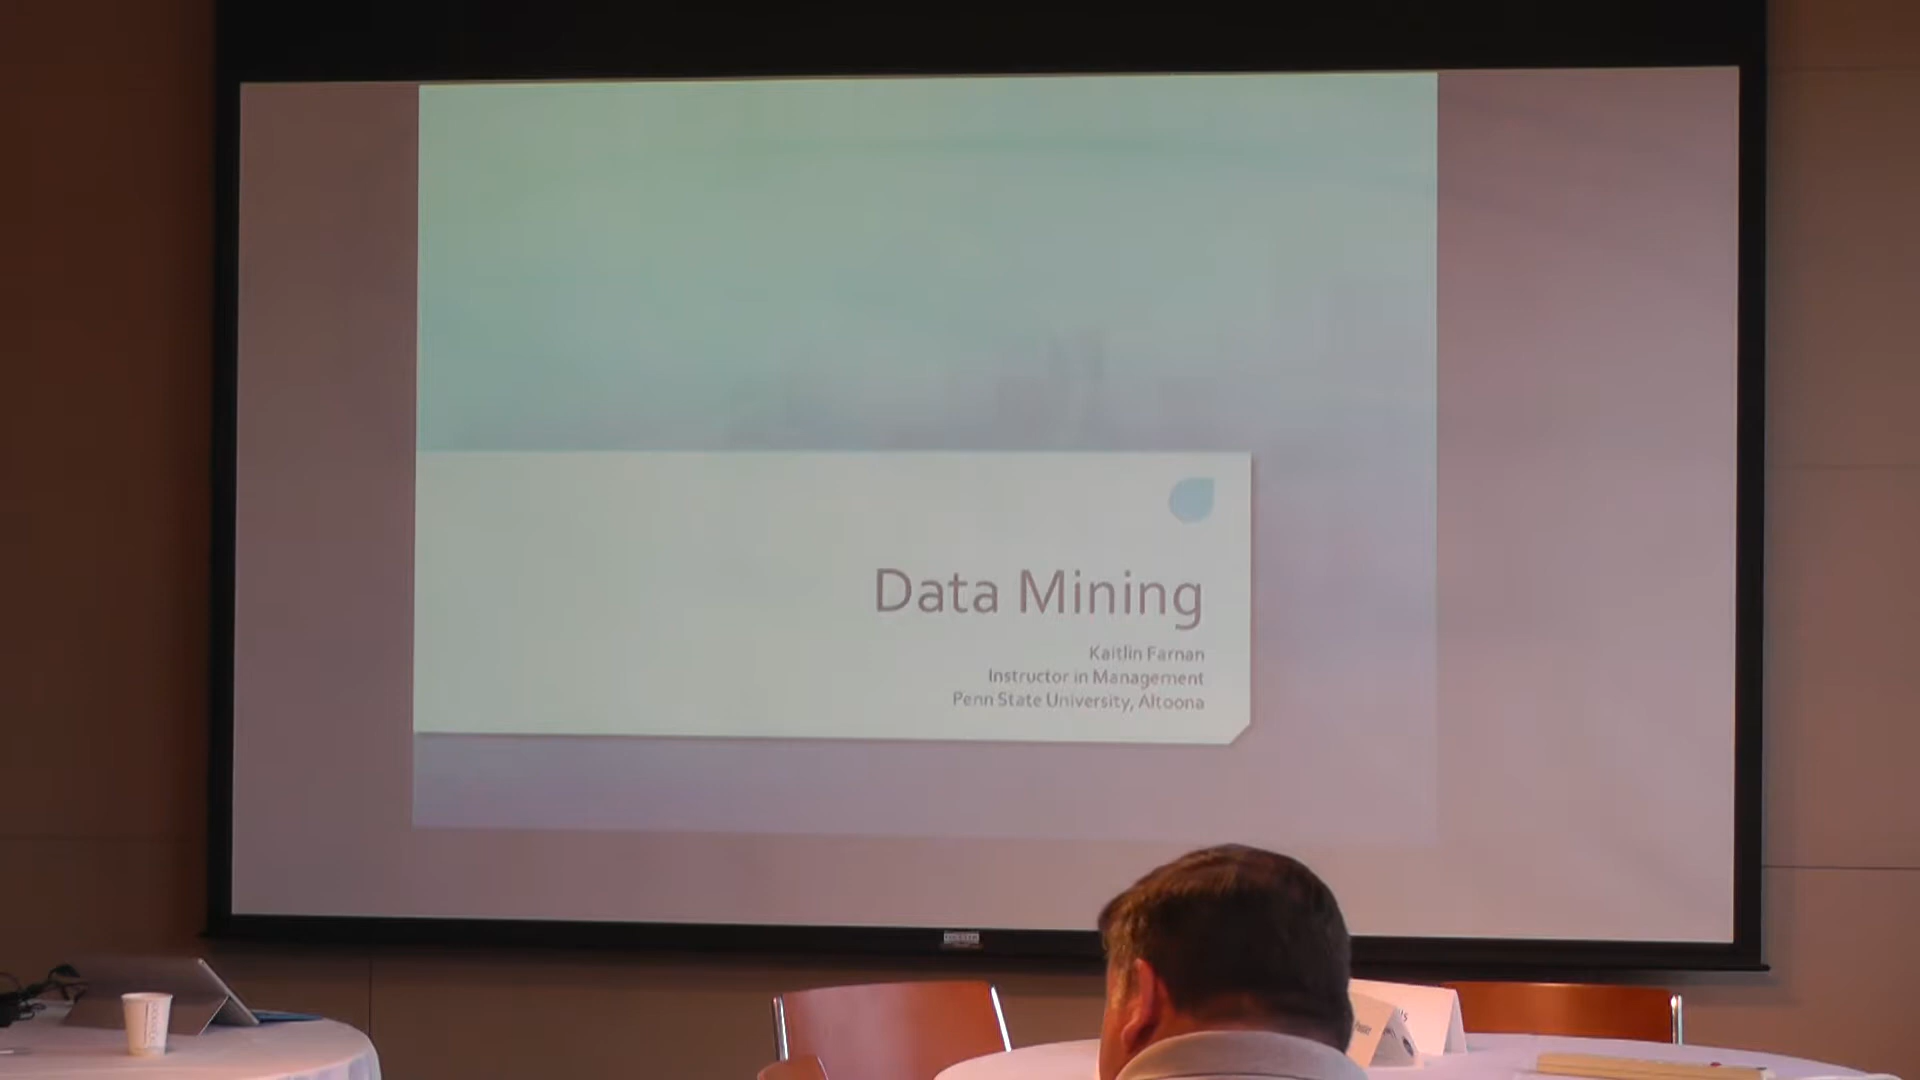 Data Mining
Kaitlin Farnan
Instructor in Management
Penn State University, Altoona